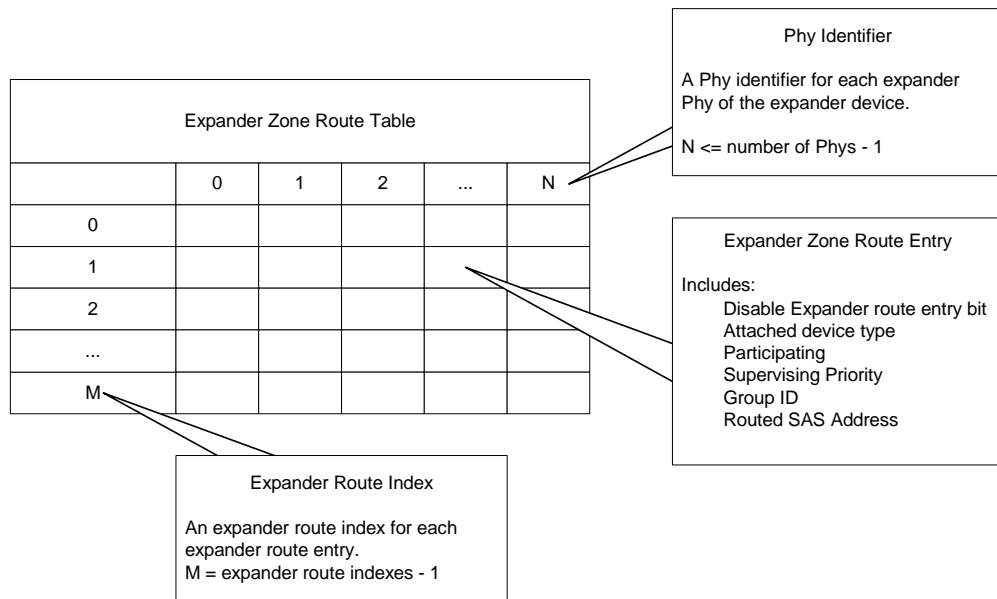 Phy Identifier
A Phy identifier for each expander
Phy of the expander device.
N <= number of Phys - 1
Expander Zone Route Table
0 1 2 ... N
0
1
2
...
M
Expander Zone Route Entry
Includes:
Disable Expander route entry bit
Attached device type
Participating
Supervising Priority
Group ID
Routed SAS Address
Expander Route Index
An expander route index for each
expander route entry.
M = expander route indexes - 1